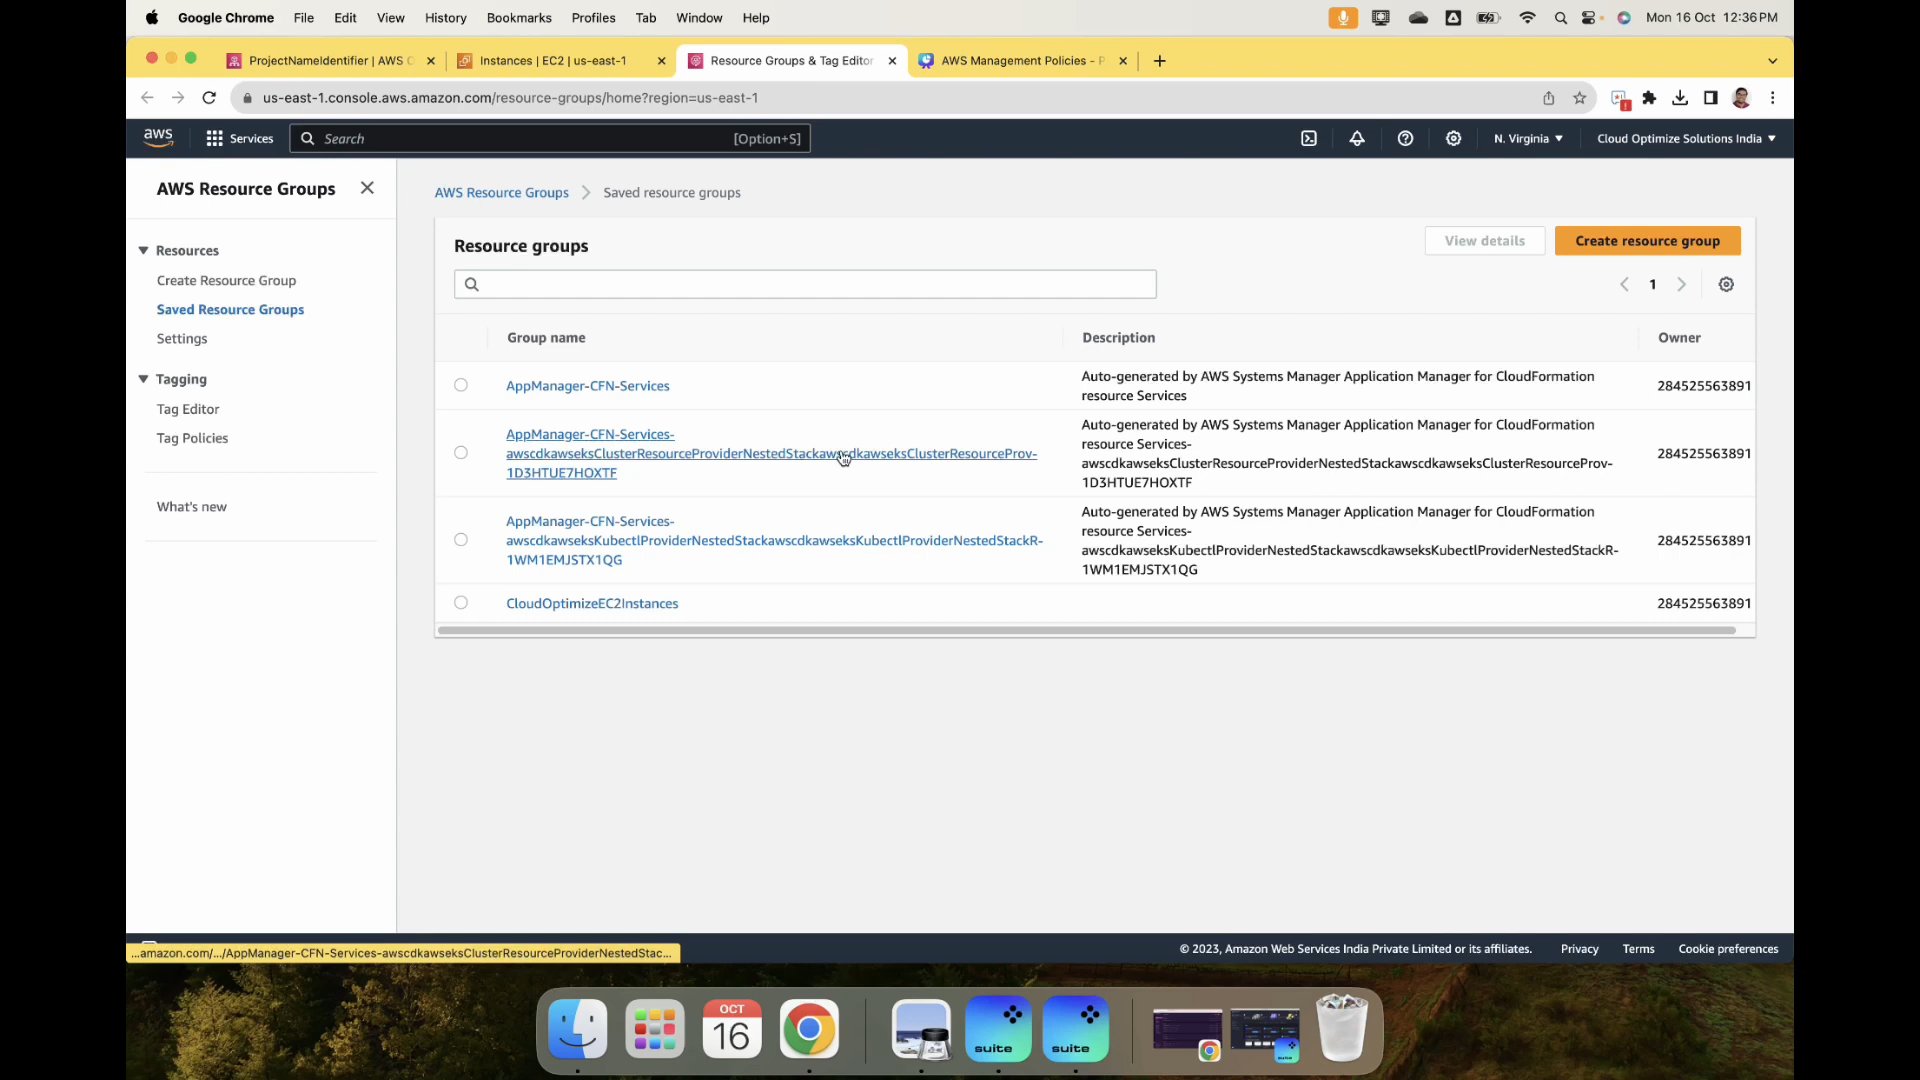 Google Chrome File Edit View History Bookmarks Profiles Tab Window Help Mon 16 Oct 12:36 PM
ProjectNameIdentifier | AWS Instances | EC2 | us-east-1 Resource Groups & Tag Editor AWS Management Policies - P
us-east-1.console.aws.amazon.com/resource-groups/home?region=us-east-1
aws Services Search [Option+S] N. Virginia Cloud Optimize Solutions India
AWS Resource Groups
Resources
Create Resource Group
Saved Resource Groups
Settings
Tagging
Tag Editor
Tag Policies
What's new
AWS Resource Groups Saved resource groups
Resource groups View details Create resource group
1
Group name Description Owner
AppManager-CFN-Services
Auto-generated by AWS Systems Manager Application Manager for CloudFormation
resource Services
284525563891
AppManager-CFN-Services-
awscdkawseksClusterResourceProviderNestedStackawscdkawseksClusterResourceProv-
1D3HTUE7HOXTF
Auto-generated by AWS Systems Manager Application Manager for CloudFormation
resource Services-
awscdkawseksClusterResourceProviderNestedStackawscdkawseksClusterResourceProv-
1D3HTUE7HOXTF
284525563891
AppManager-CFN-Services-
awscdkawseksKubectlProviderNestedStackawscdkawseksKubectlProviderNestedStackR-
1WM1EMJSTX1QG
Auto-generated by AWS Systems Manager Application Manager for CloudFormation
resource Services-
awscdkawseksKubectlProviderNestedStackawscdkawseksKubectlProviderNestedStackR-
1WM1EMJSTX1QG
284525563891
CloudOptimizeEC2Instances 284525563891
...amazon.com/.../AppManager-CFN-Services-awscdkawseksClusterResourceProviderNestedStac...
© 2023, Amazon Web Services India Private Limited or its affiliates. Privacy Terms Cookie preferences
OCT
16
suite
suite